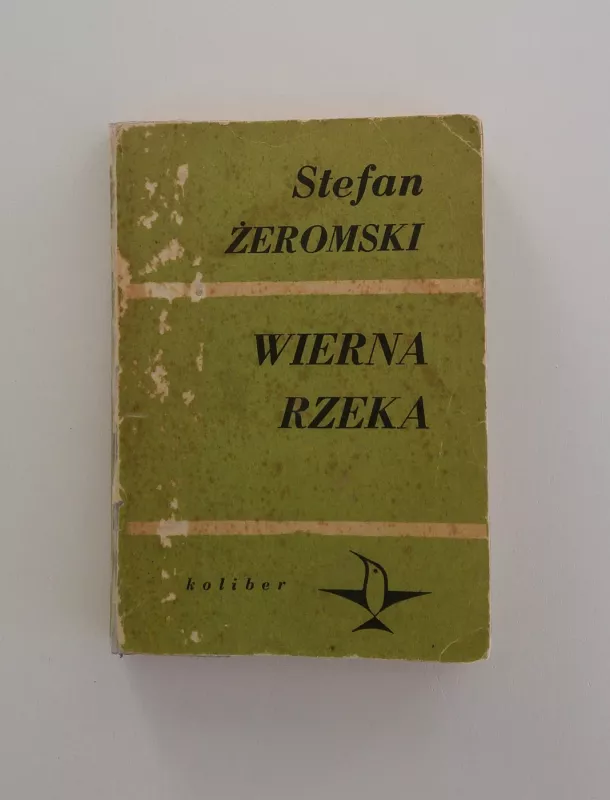 Stefan
ŻEROMSKI
WIERNA
RZEKA
koliber